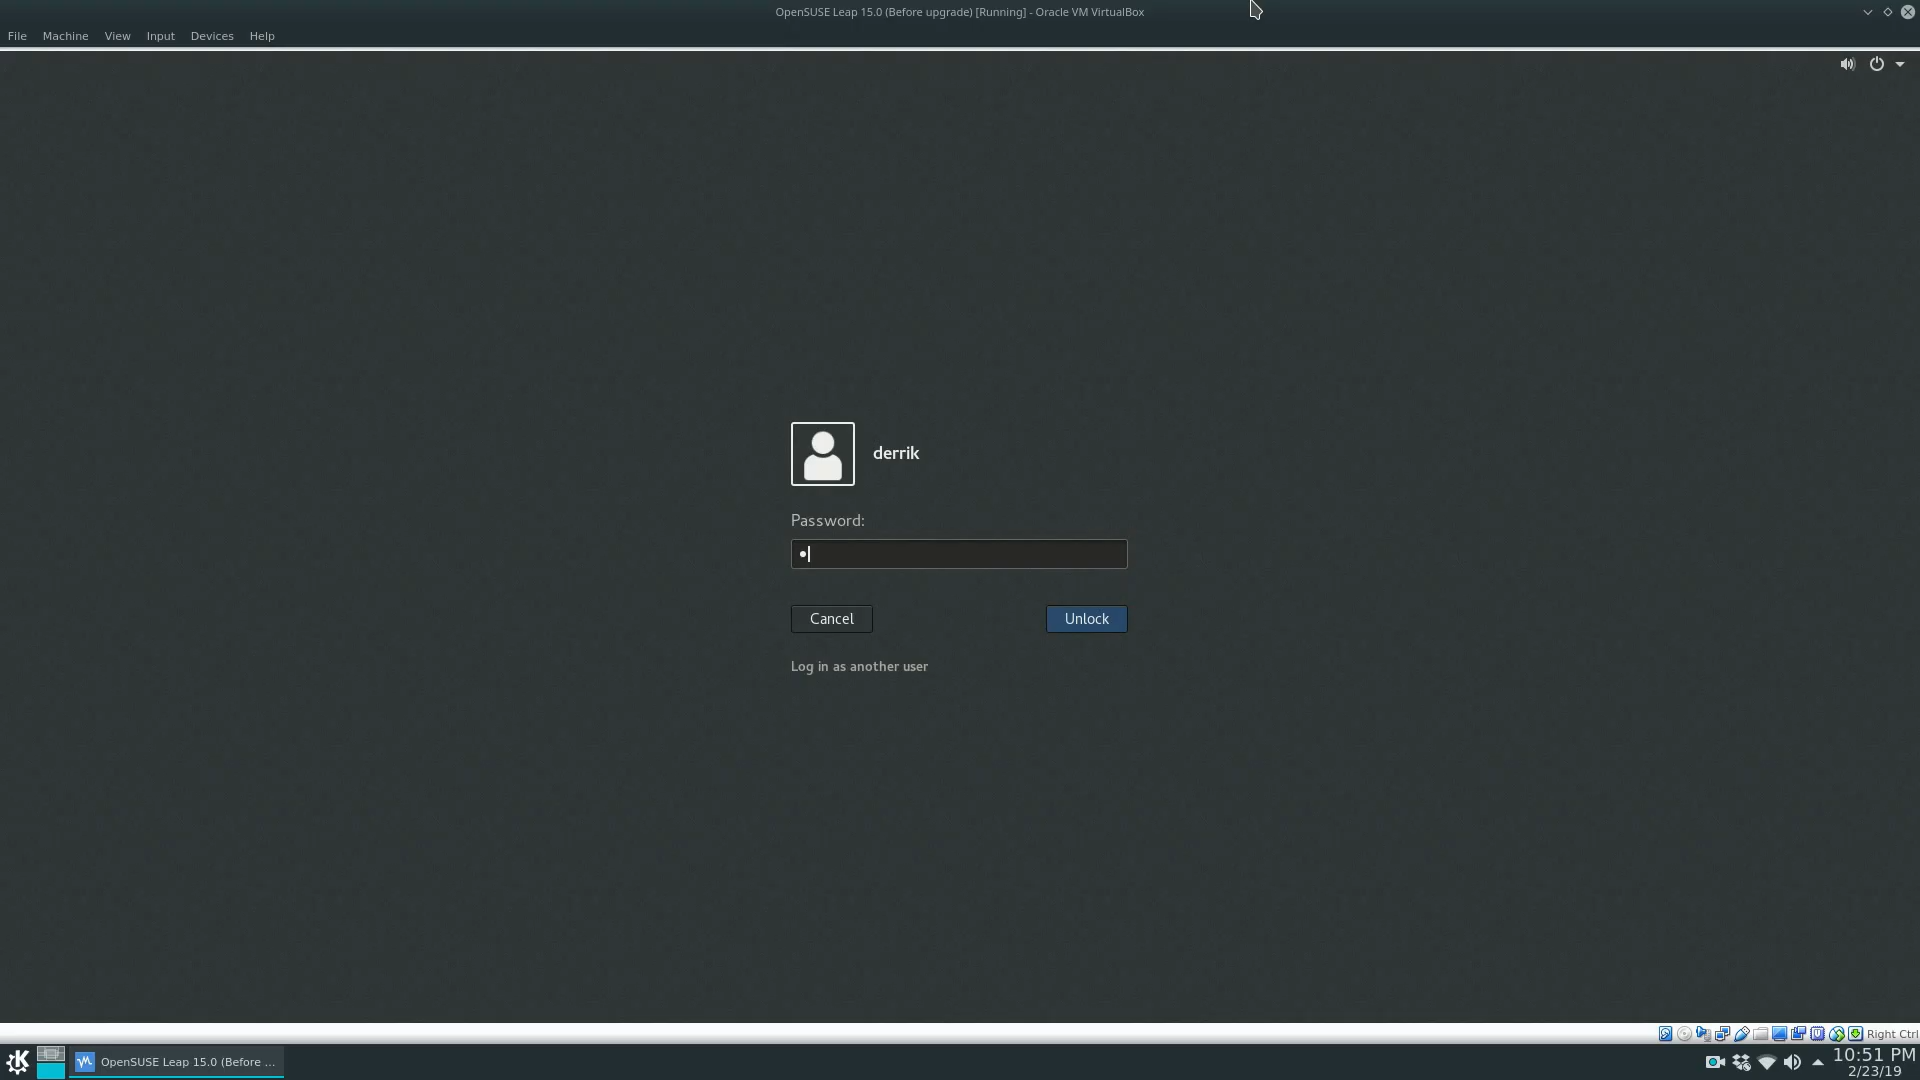 OpenSUSE Leap 15.0 (Before upgrade) [Running] - Oracle VM VirtualBox
File Machine View Input Devices Help
derrik
Password:
Cancel Unlock
Log in as another user
Right Ctrl
OpenSUSE Leap 15.0 (Before ...
10:51 PM
2/23/19